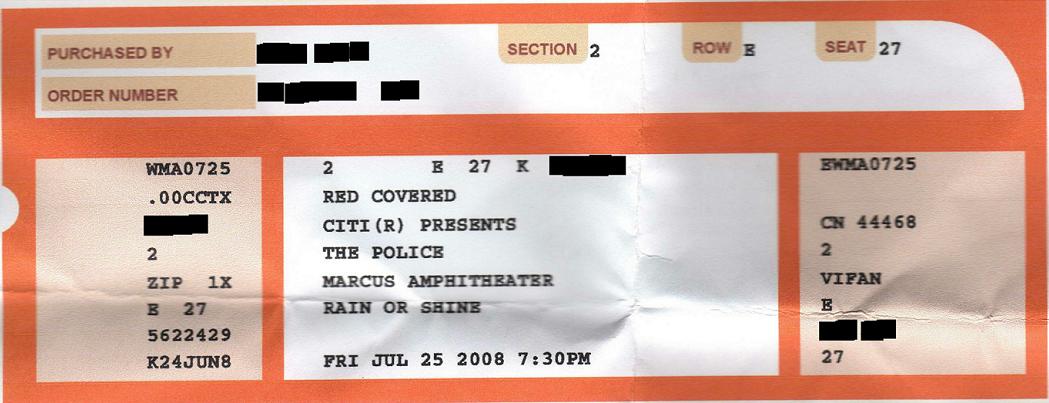 PURCHASED BY SECTION 2 ROW E SEAT 27
ORDER NUMBER
WMA0725
.00CCTX
2
ZIP 1X
E 27
5622429
K24JUN8
2 E 27 K
RED COVERED
CITI(R) PRESENTS
THE POLICE
MARCUS AMPHITHEATER
RAIN OR SHINE
FRI JUL 25 2008 7:30PM
EWMA0725
CN 44468
2
VIFAN
E
27